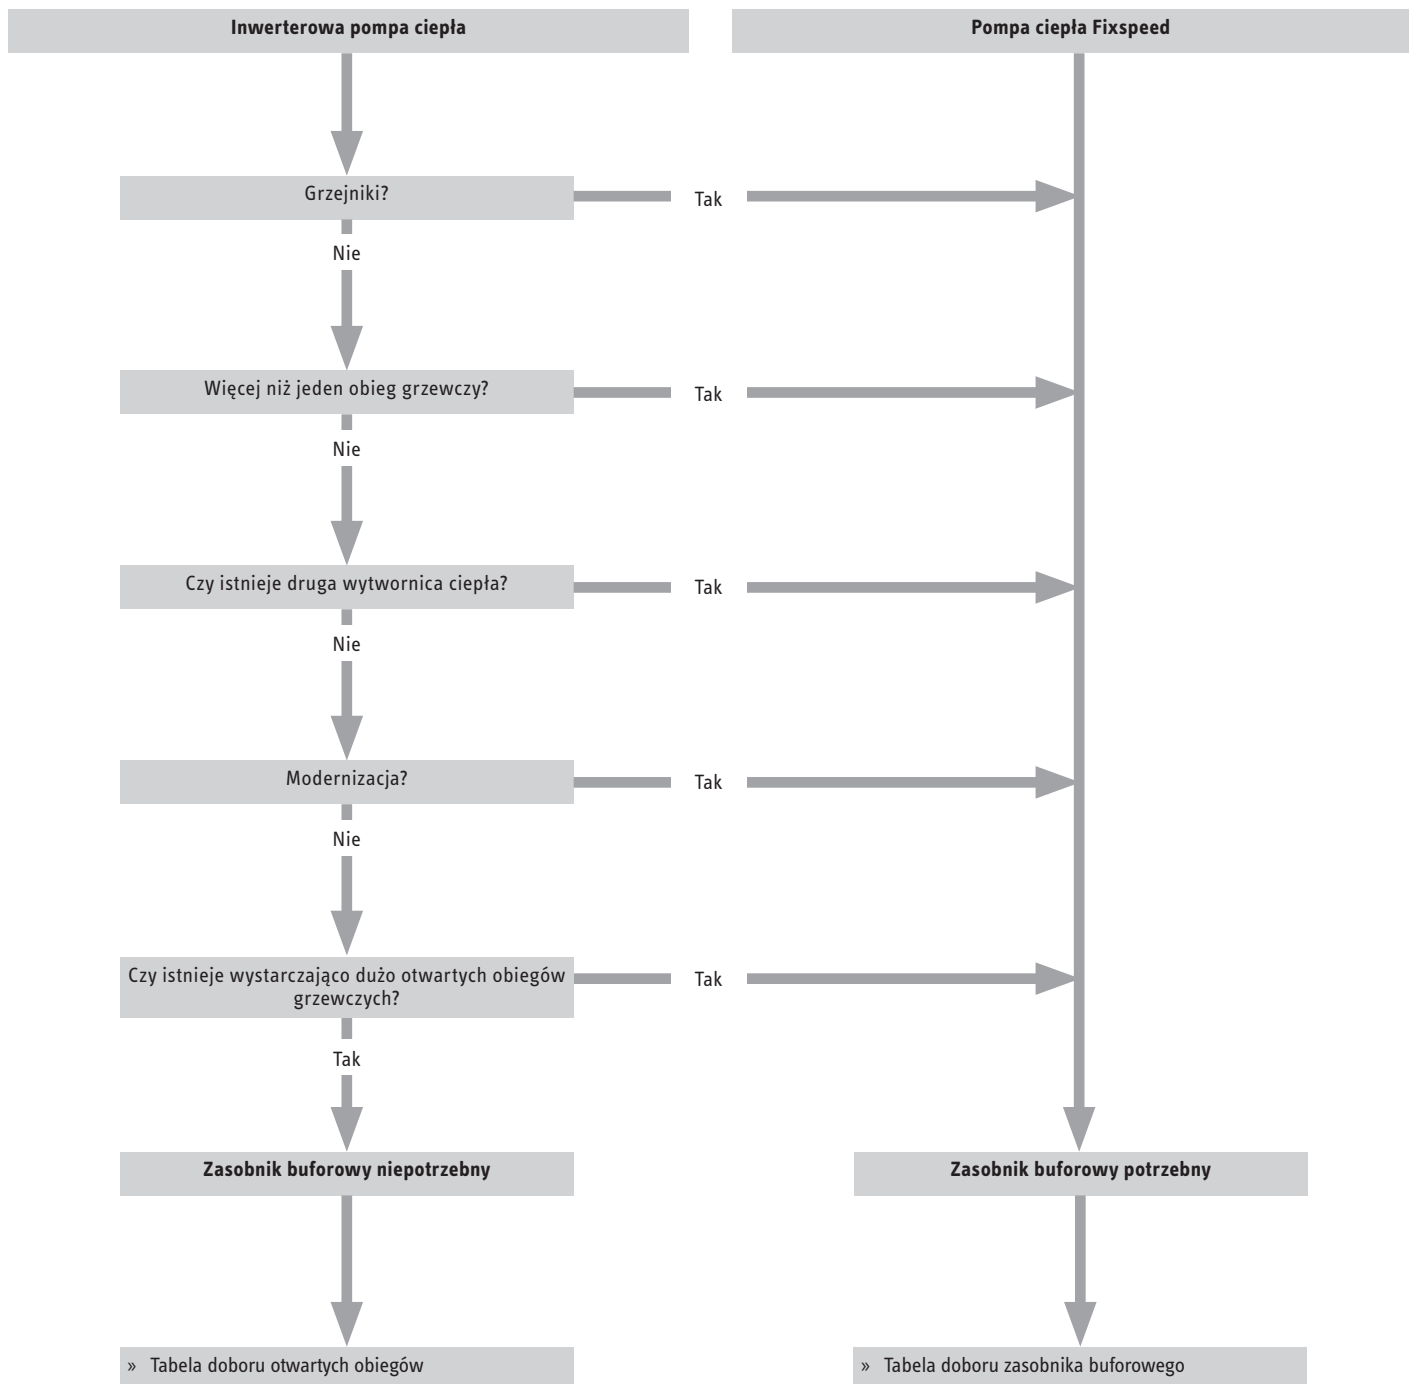 Inwerterowa pompa ciepła
Pompa ciepła Fixspeed
Grzejniki?
Tak
Nie
Więcej niż jeden obieg grzewczy?
Tak
Nie
Czy istnieje druga wytwornica ciepła?
Tak
Nie
Modernizacja?
Tak
Nie
Czy istnieje wystarczająco dużo otwartych obiegów
grzewczych?
Tak
Tak
Zasobnik buforowy niepotrzebny
Zasobnik buforowy potrzebny
» Tabela doboru otwartych obiegów
» Tabela doboru zasobnika buforowego